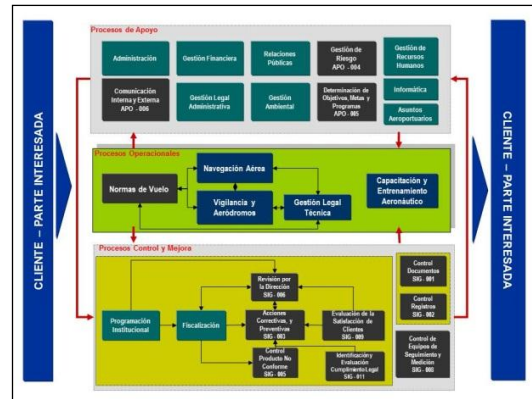 CLIENTE – PARTE INTERESADA
Procesos de Apoyo
Administración
Gestión Financiera
Relaciones
Públicas
Gestión de
Riesgo
APO - 004
Gestión de
Recursos
Humanos
Comunicación
Interna y Externa
APO - 006
Gestión Legal
Administrativa
Gestión
Ambiental
Determinación de
Objetivos, Metas y
Programas
APO - 005
Informática
Asuntos
Aeroportuarios
Procesos Operacionales
Navegación Aérea
Normas de Vuelo
Vigilancia y
Aeródromos
Gestión Legal
Técnica
Capacitación y
Entrenamiento
Aeronáutico
Procesos Control y Mejora
Revisión por
la Dirección
SIG - 006
Programación
Institucional
Fiscalización
Acciones
Correctivas, y
Preventivas
SIG - 003
Evaluación de la
Satisfacción de
Clientes
SIG - 009
Control
Producto No
Conforme
SIG - 005
Identificación y
Evaluación
Cumplimiento Legal
SIG - 011
Control
Documentos
SIG - 001
Control
Registros
SIG - 002
Control de
Equipos de
Seguimiento y
Medición
CLIENTE – PARTE INTERESADA